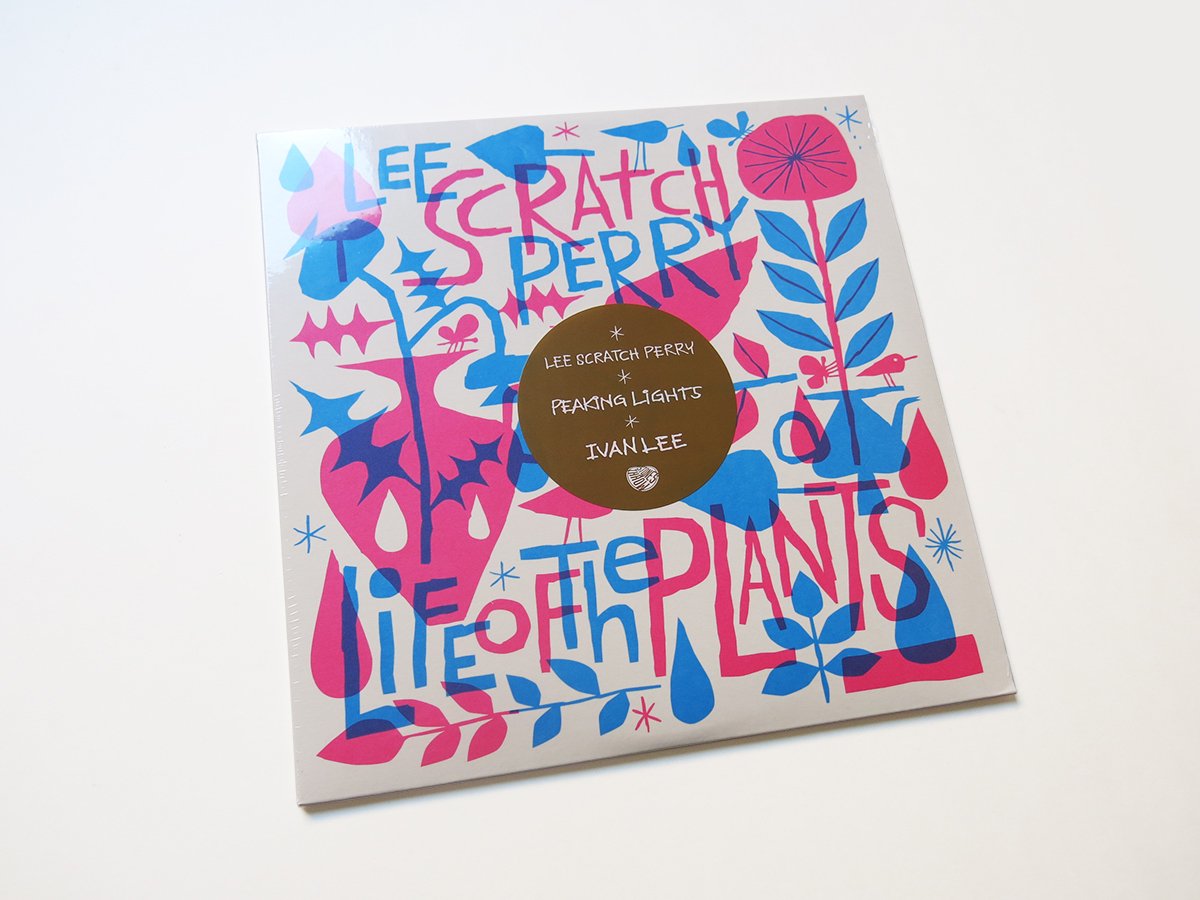 LEE
SCRAtCH
PERRY
* LEE SCRATCH PERRY
* PEAKING LIGHTS
* IVAN LEE
LiFE OF The PLANTS